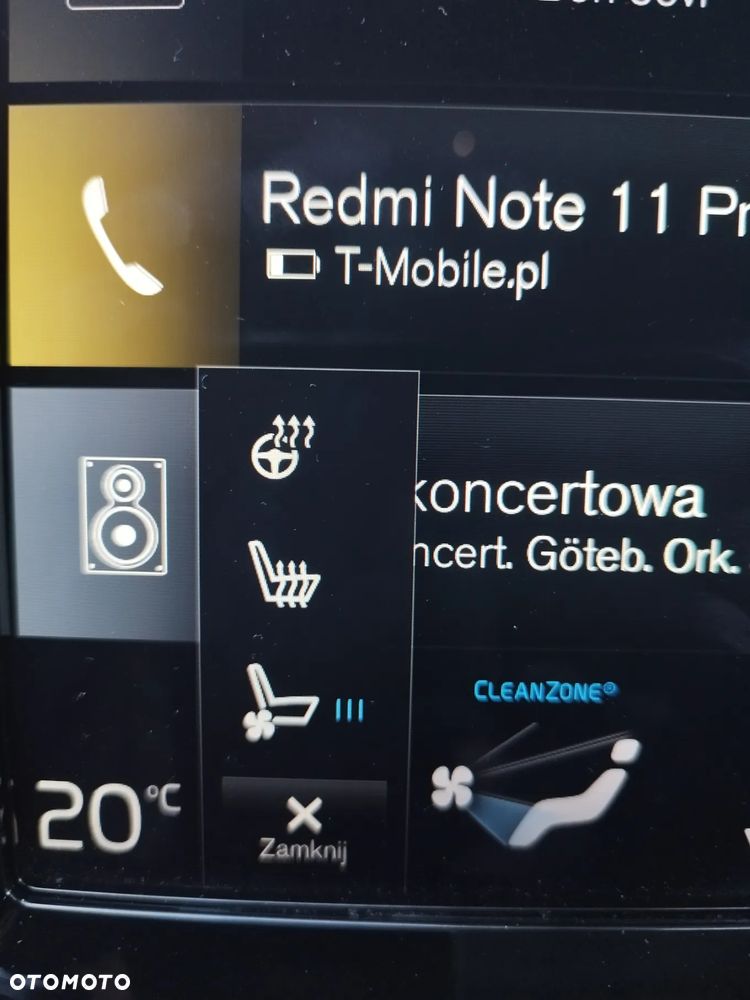 Redmi Note 11 Pr
T-Mobile.pl
koncertowa
ncert. Göteb. Ork.
CLEANZONE®
20°C
Zamknij
OTOMOTO